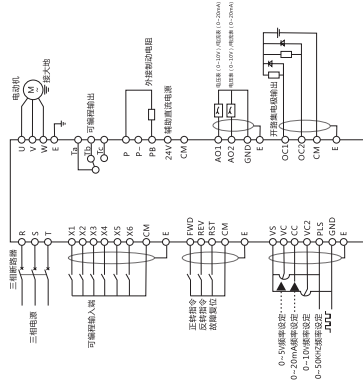 电动机
接大地
M
~
可编程输出
外接制动电阻
辅助直流电源
电压表（0~10V）/电流表（0~20mA）
电压表（0~10V）/电流表（0~20mA）
开路集电极输出
U
V
W
E
Ta
Tb
Tc
P
P-
PB
24V
CM
AO1
AO2
GND
E
OC1
OC2
CM
E
R
S
T
X1
X2
X3
X4
X5
X6
CM
E
FWD
REV
RST
CM
E
VS
VC
CC
VC2
PLS
GND
E
三相断路器
三相电源
可编程输入端
正转指令
反转指令
故障复位
0~5V频率设定
0~20mA频率设定
0~10V频率设定
0~50KHZ频率设定